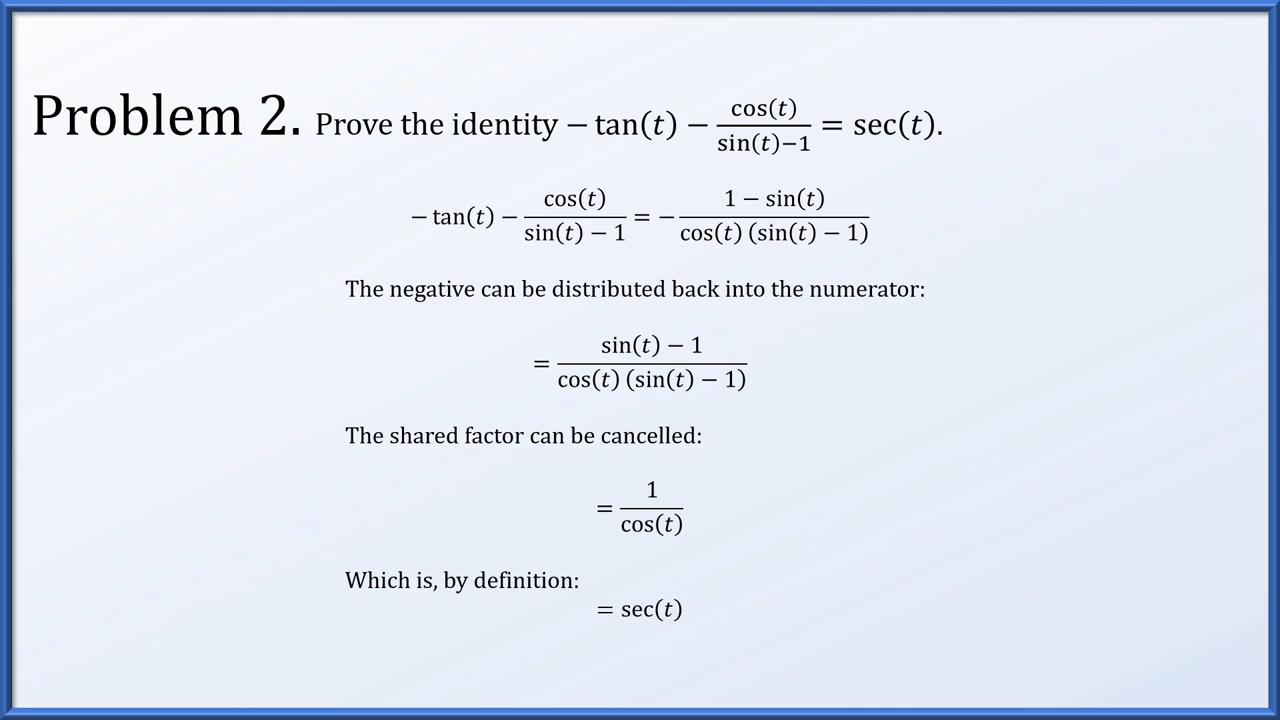 Problem 2. Prove the identity − tan(t) − cos(t)/(sin(t)−1) = sec(t).
− tan(t) − cos(t)/(sin(t) − 1) = − (1 − sin(t))/(cos(t) (sin(t) − 1))
The negative can be distributed back into the numerator:
= (sin(t) − 1)/(cos(t) (sin(t) − 1))
The shared factor can be cancelled:
= 1/cos(t)
Which is, by definition:
= sec(t)